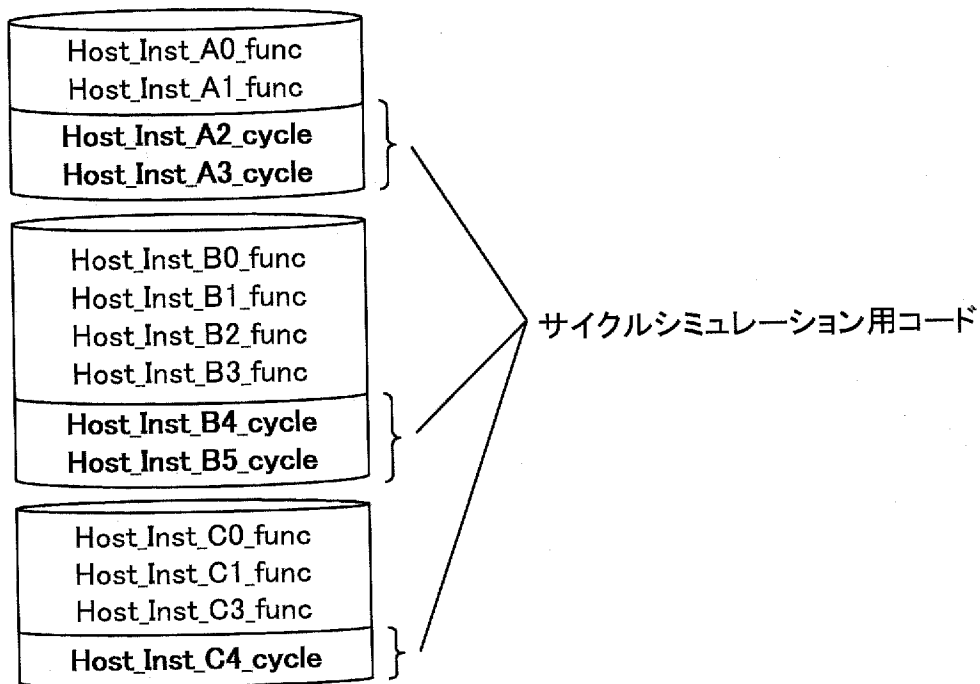 Host_Inst_A0_func
Host_Inst_A1_func
Host_Inst_A2_cycle
Host_Inst_A3_cycle
Host_Inst_B0_func
Host_Inst_B1_func
Host_Inst_B2_func
Host_Inst_B3_func
Host_Inst_B4_cycle
Host_Inst_B5_cycle
サイクルシミュレーション用コード
Host_Inst_C0_func
Host_Inst_C1_func
Host_Inst_C3_func
Host_Inst_C4_cycle